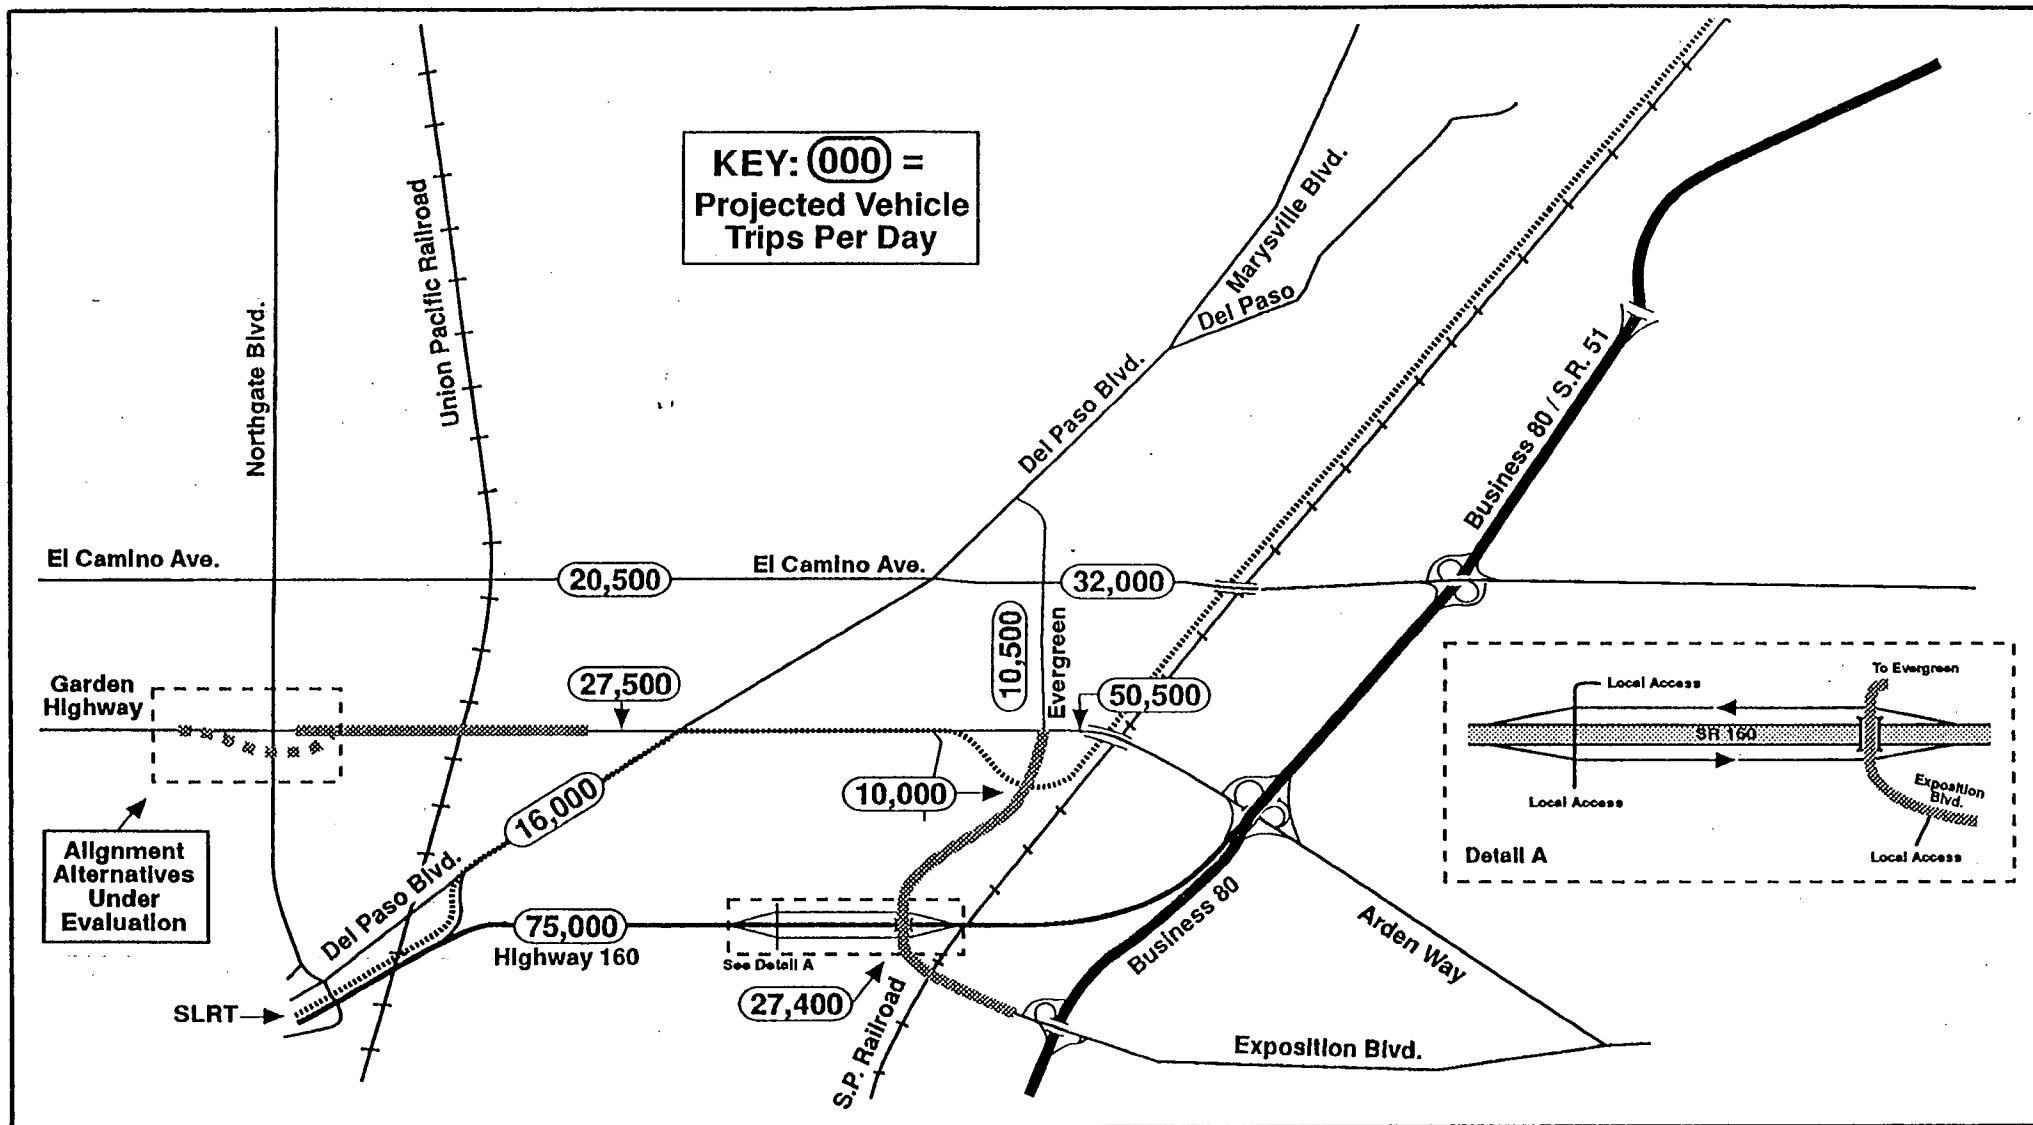 KEY: 000 =
Projected Vehicle
Trips Per Day
Northgate Blvd.
Union Pacific Railroad
Marysville Blvd.
Del Paso
Del Paso Blvd.
Business 80 / S.R. 51
El Camino Ave.
20,500
El Camino Ave.
32,000
10,500
Evergreen
Garden
Highway
27,500
50,500
10,000
16,000
Alignment
Alternatives
Under
Evaluation
Del Paso Blvd.
75,000
Highway 160
See Detail A
27,400
SLRT
S.P. Railroad
Business 80
Arden Way
Exposition Blvd.
To Evergreen
Local Access
SR 160
Exposition
Blvd.
Local Access
Detail A
Local Access